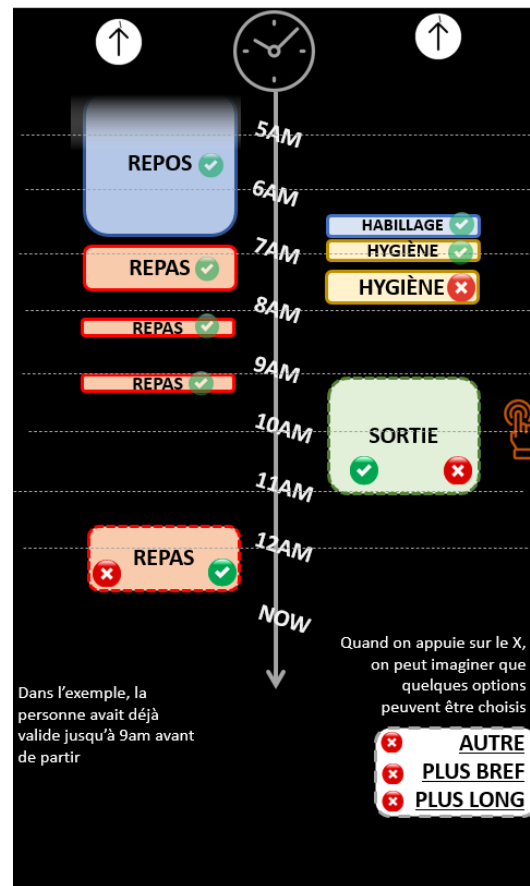 5AM
REPOS
6AM
HABILLAGE
7AM
HYGIÈNE
REPAS
HYGIÈNE
8AM
REPAS
9AM
REPAS
10AM
SORTIE
11AM
12AM
REPAS
NOW
Quand on appuie sur le X,
on peut imaginer que
quelques options
peuvent être choisis
Dans l'exemple, la
personne avait déjà
valide jusqu'à 9am avant
de partir
AUTRE
PLUS BREF
PLUS LONG